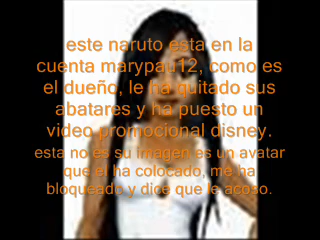 este naruto esta en la
cuenta marypau12, como es
el dueño, le ha quitado sus
abatares y ha puesto un
video promocional disney.
esta no es su imagen es un avatar
que el ha colocado, me ha
bloqueado y dice que le acoso.